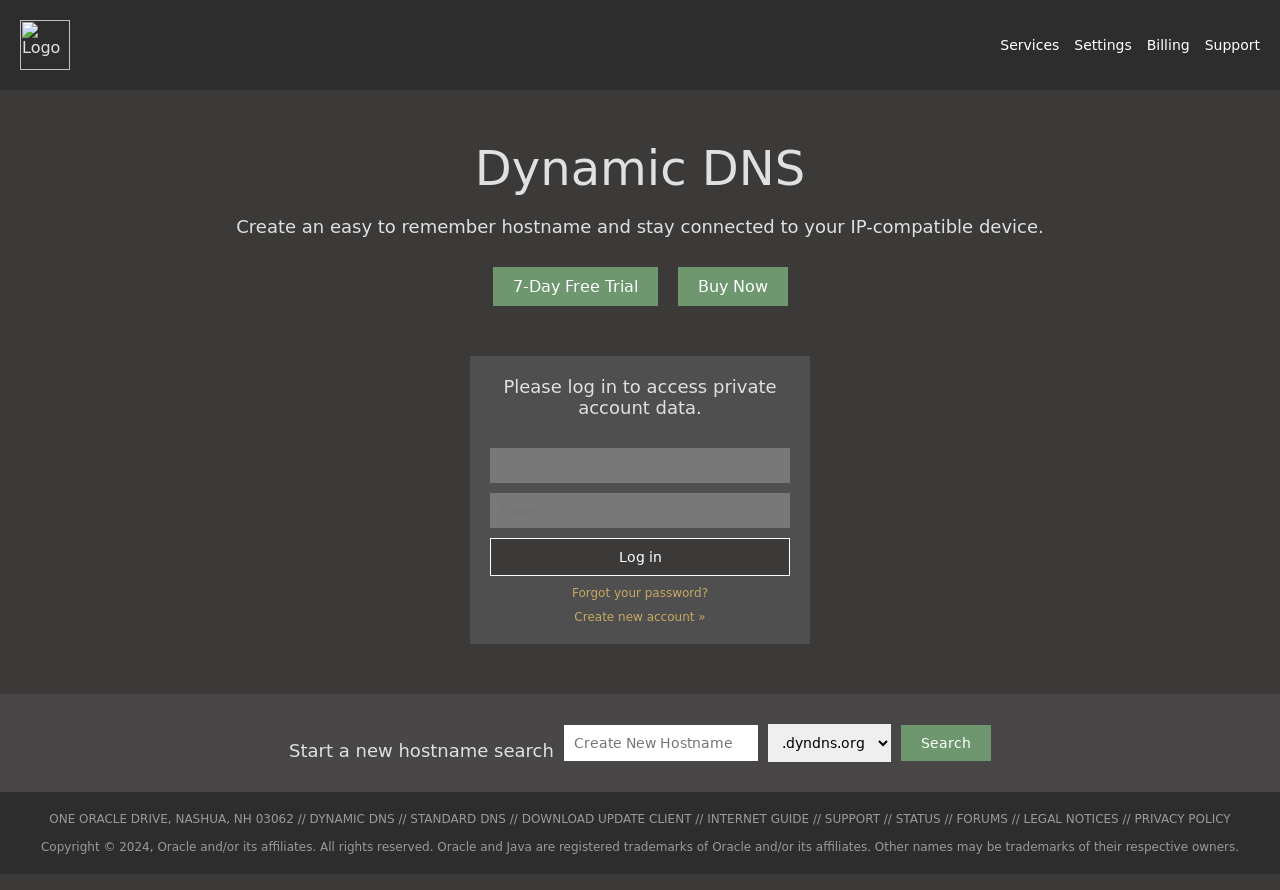 Logo
Services Settings Billing Support
Dynamic DNS
Create an easy to remember hostname and stay connected to your IP-compatible device.
7-Day Free Trial Buy Now
Please log in to access private
account data.
Log in
Forgot your password?
Create new account »
Start a new hostname search Create New Hostname .dyndns.org Search
ONE ORACLE DRIVE, NASHUA, NH 03062 // DYNAMIC DNS // STANDARD DNS // DOWNLOAD UPDATE CLIENT // INTERNET GUIDE // SUPPORT // STATUS // FORUMS // LEGAL NOTICES // PRIVACY POLICY
Copyright © 2024, Oracle and/or its affiliates. All rights reserved. Oracle and Java are registered trademarks of Oracle and/or its affiliates. Other names may be trademarks of their respective owners.